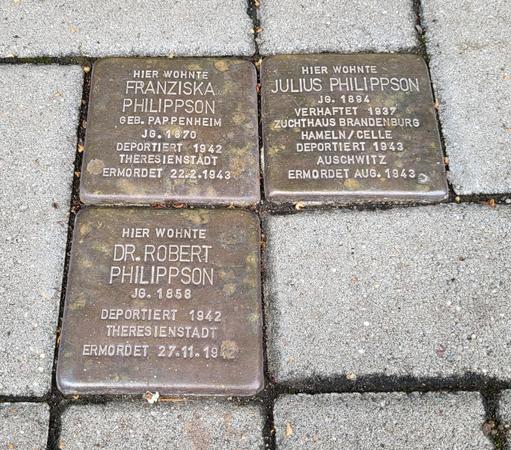 HIER WOHNTE
FRANZISKA
PHILIPPSON
GEB. PAPPENHEIM
JG. 1870
DEPORTIERT 1942
THERESIENSTADT
ERMORDET 22.2.1943
HIER WOHNTE
JULIUS PHILIPPSON
JG. 1894
VERHAFTET 1937
ZUCHTHAUS BRANDENBURG
HAMELN/CELLE
DEPORTIERT 1943
AUSCHWITZ
ERMORDET AUG. 1943
HIER WOHNTE
DR. ROBERT
PHILIPPSON
JG. 1858
DEPORTIERT 1942
THERESIENSTADT
ERMORDET 27.11.1942